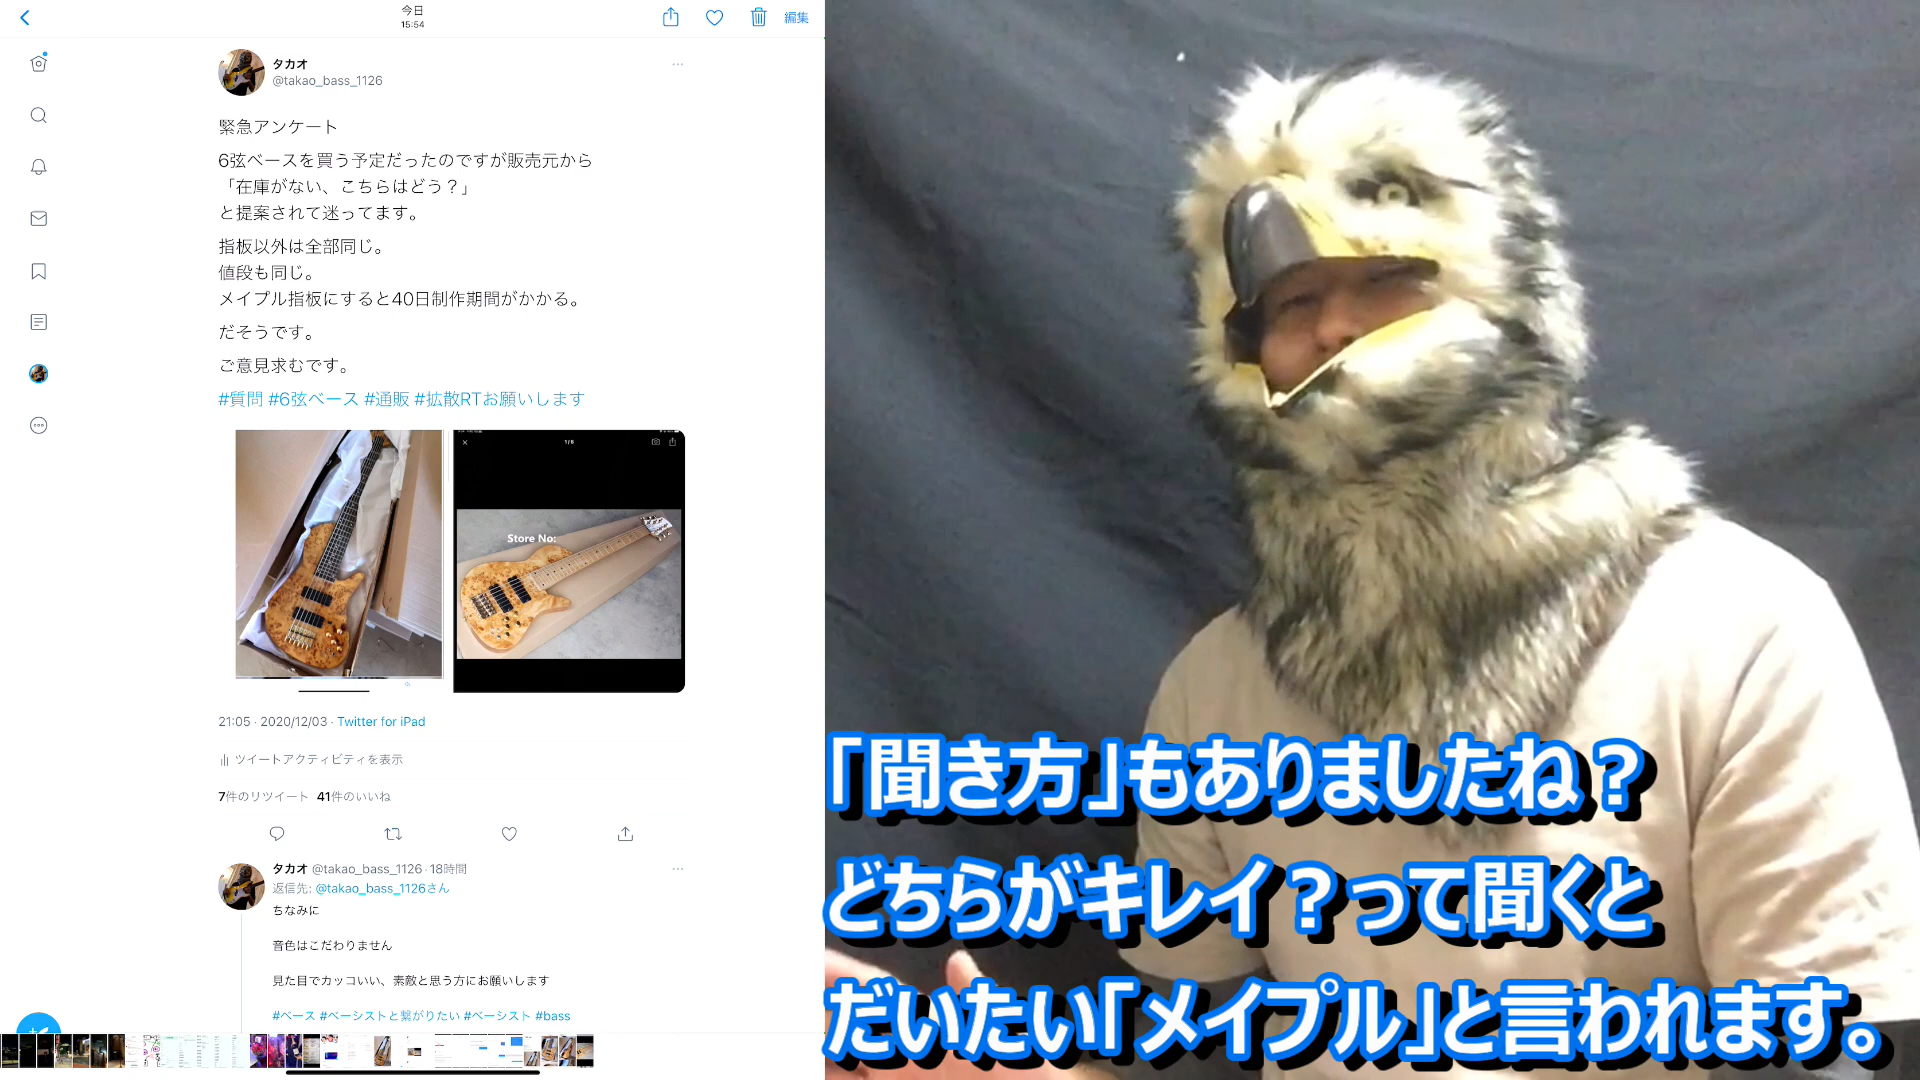 今日
15:54
編集
タカオ
@takao_bass_1126
緊急アンケート
6弦ベースを買う予定だったのですが販売元から
「在庫がない、こちらはどう？」
と提案されて迷ってます。
指板以外は全部同じ。
値段も同じ。
メイプル指板にすると40日制作期間がかかる。
だそうです。
ご意見求むです。
#質問 #6弦ベース #通販 #拡散RTお願いします
1/8
Store No:
21:05 · 2020/12/03 · Twitter for iPad
ツイートアクティビティを表示
7件のリツイート 41件のいいね
タカオ @takao_bass_1126 · 18時間
返信先: @takao_bass_1126さん
ちなみに
音色はこだわりません
見た目でカッコいい、素敵と思う方にお願いします
#ベース #ベーシストと繋がりたい #ベーシスト #bass
「聞き方」もありましたね？
どちらがキレイ？って聞くと
だいたい「メイプル」と言われます。